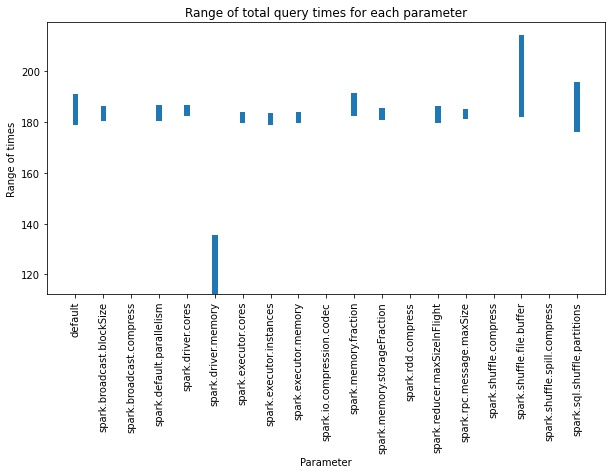 Range of total query times for each parameter
Range of times
200
180
160
140
120
default
spark.broadcast.blockSize
spark.broadcast.compress
spark.default.parallelism
spark.driver.cores
spark.driver.memory
spark.executor.cores
spark.executor.instances
spark.executor.memory
spark.io.compression.codec
spark.memory.fraction
spark.memory.storageFraction
spark.rdd.compress
spark.reducer.maxSizeInFlight
spark.rpc.message.maxSize
spark.shuffle.compress
spark.shuffle.file.buffer
spark.shuffle.spill.compress
spark.sql.shuffle.partitions
Parameter